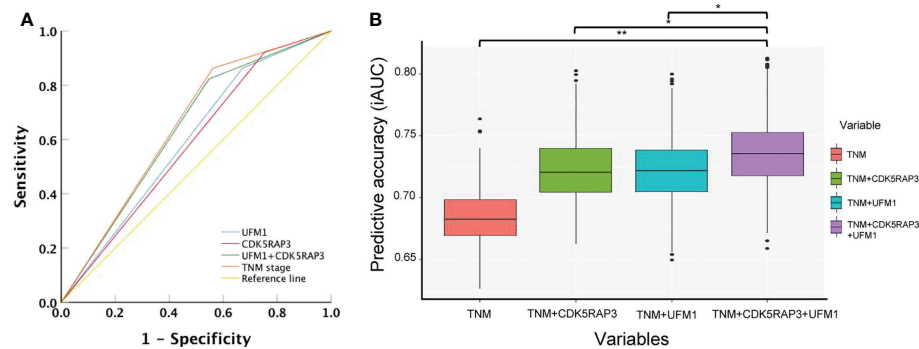 A
Sensitivity
1.0
0.8
0.6
0.4
0.2
0.0
0.0 0.2 0.4 0.6 0.8 1.0
1 - Specificity
UFM1
CDK5RAP3
UFM1+CDK5RAP3
TNM stage
Reference line
B
*
*
**
Predictive accuracy (iAUC)
0.80
0.75
0.70
0.65
TNM TNM+CDK5RAP3 TNM+UFM1 TNM+CDK5RAP3+UFM1
Variables
Variable
TNM
TNM+CDK5RAP3
TNM+UFM1
TNM+CDK5RAP3
+UFM1